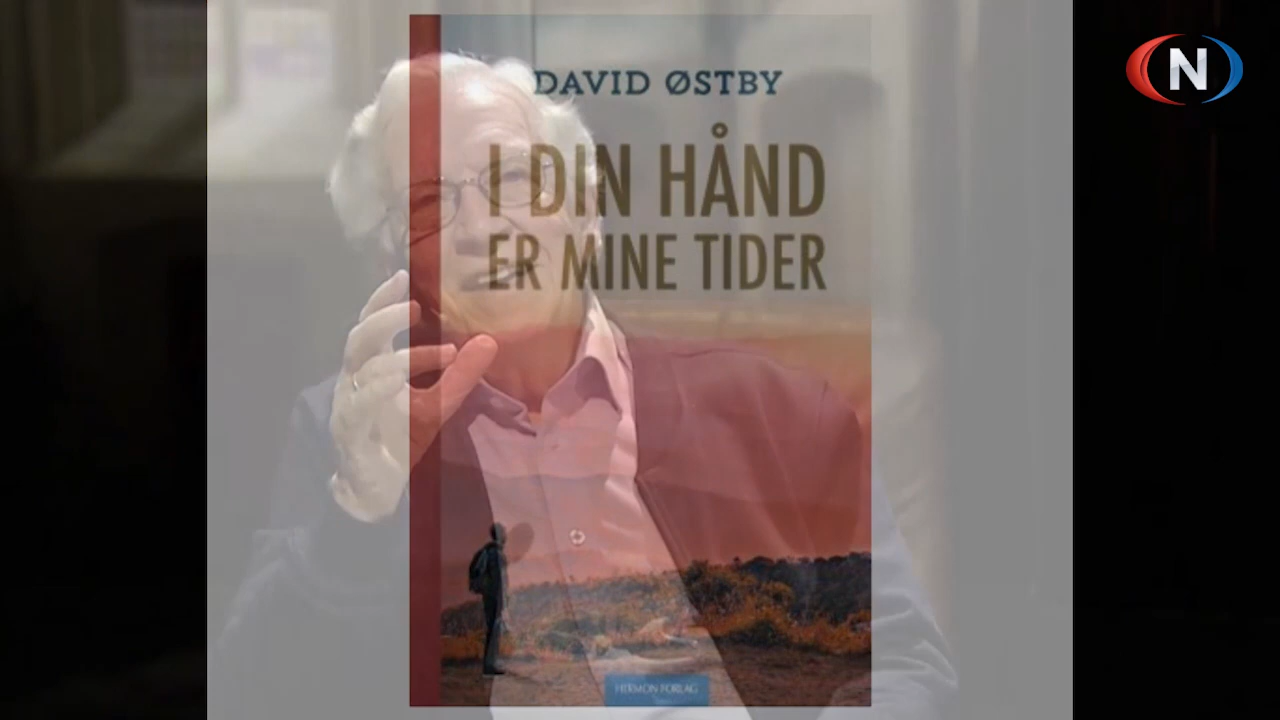 DAVID ØSTBY
I DIN HÅND
ER MINE TIDER
HERMON FORLAG
N